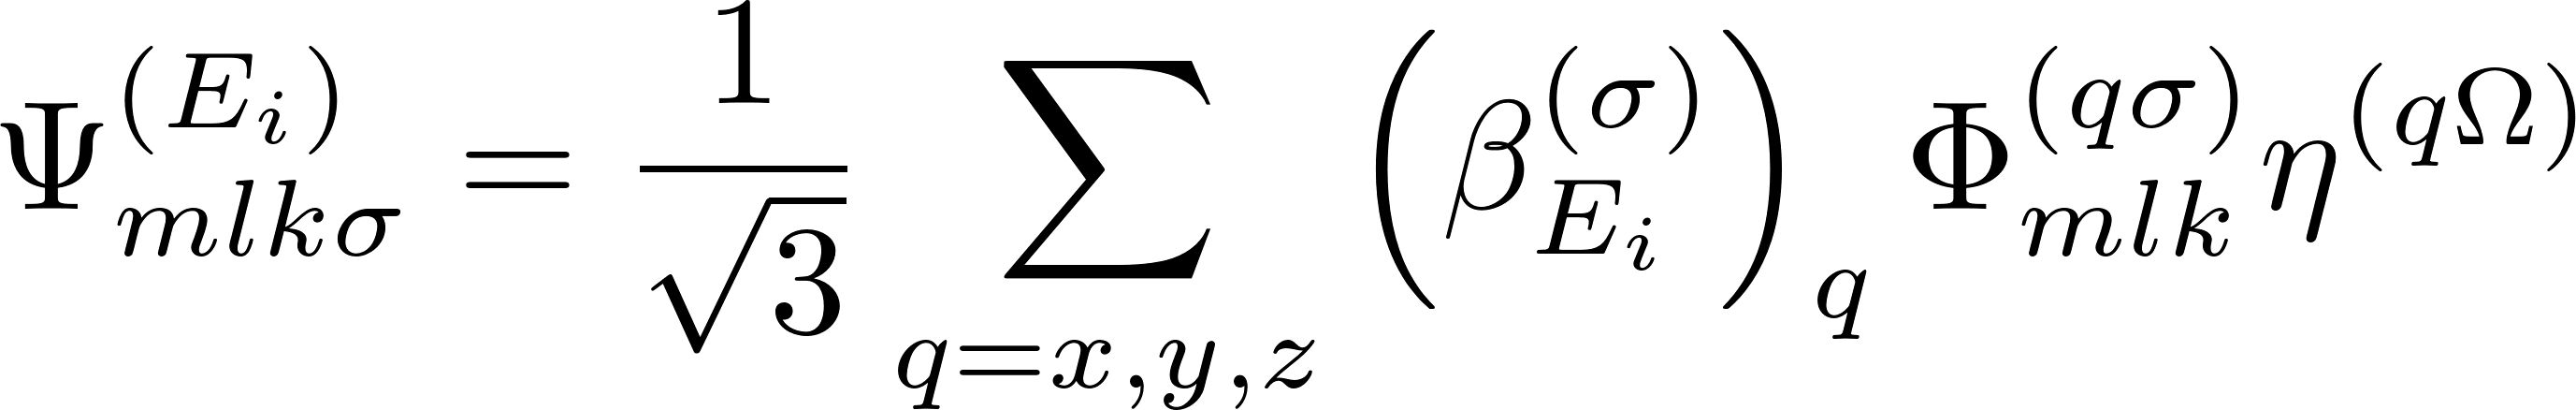 \Psi_{mlk\sigma}^{(E_i)} = \frac{1}{\sqrt{3}} \sum_{q=x,y,z} \left( \beta_{E_i}^{(\sigma)} \right)_q \Phi_{mlk}^{(q\sigma)} \eta^{(q\Omega)}